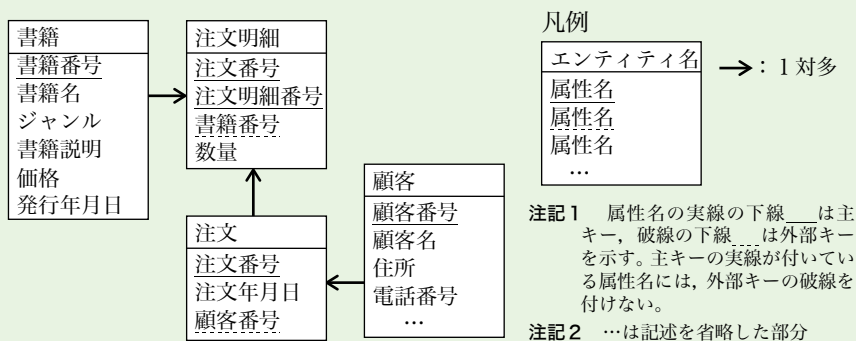 書籍
書籍番号
書籍名
ジャンル
書籍説明
価格
発行年月日
注文明細
注文番号
注文明細番号
書籍番号
数量
注文
注文番号
注文年月日
顧客番号
顧客
顧客番号
顧客名
住所
電話番号
…
凡例
エンティティ名
属性名
属性名
属性名
…
：1対多
注記1 属性名の実線の下線___は主
キー，破線の下線___は外部キー
を示す。主キーの実線が付いてい
る属性名には，外部キーの破線を
付けない。
注記2 …は記述を省略した部分